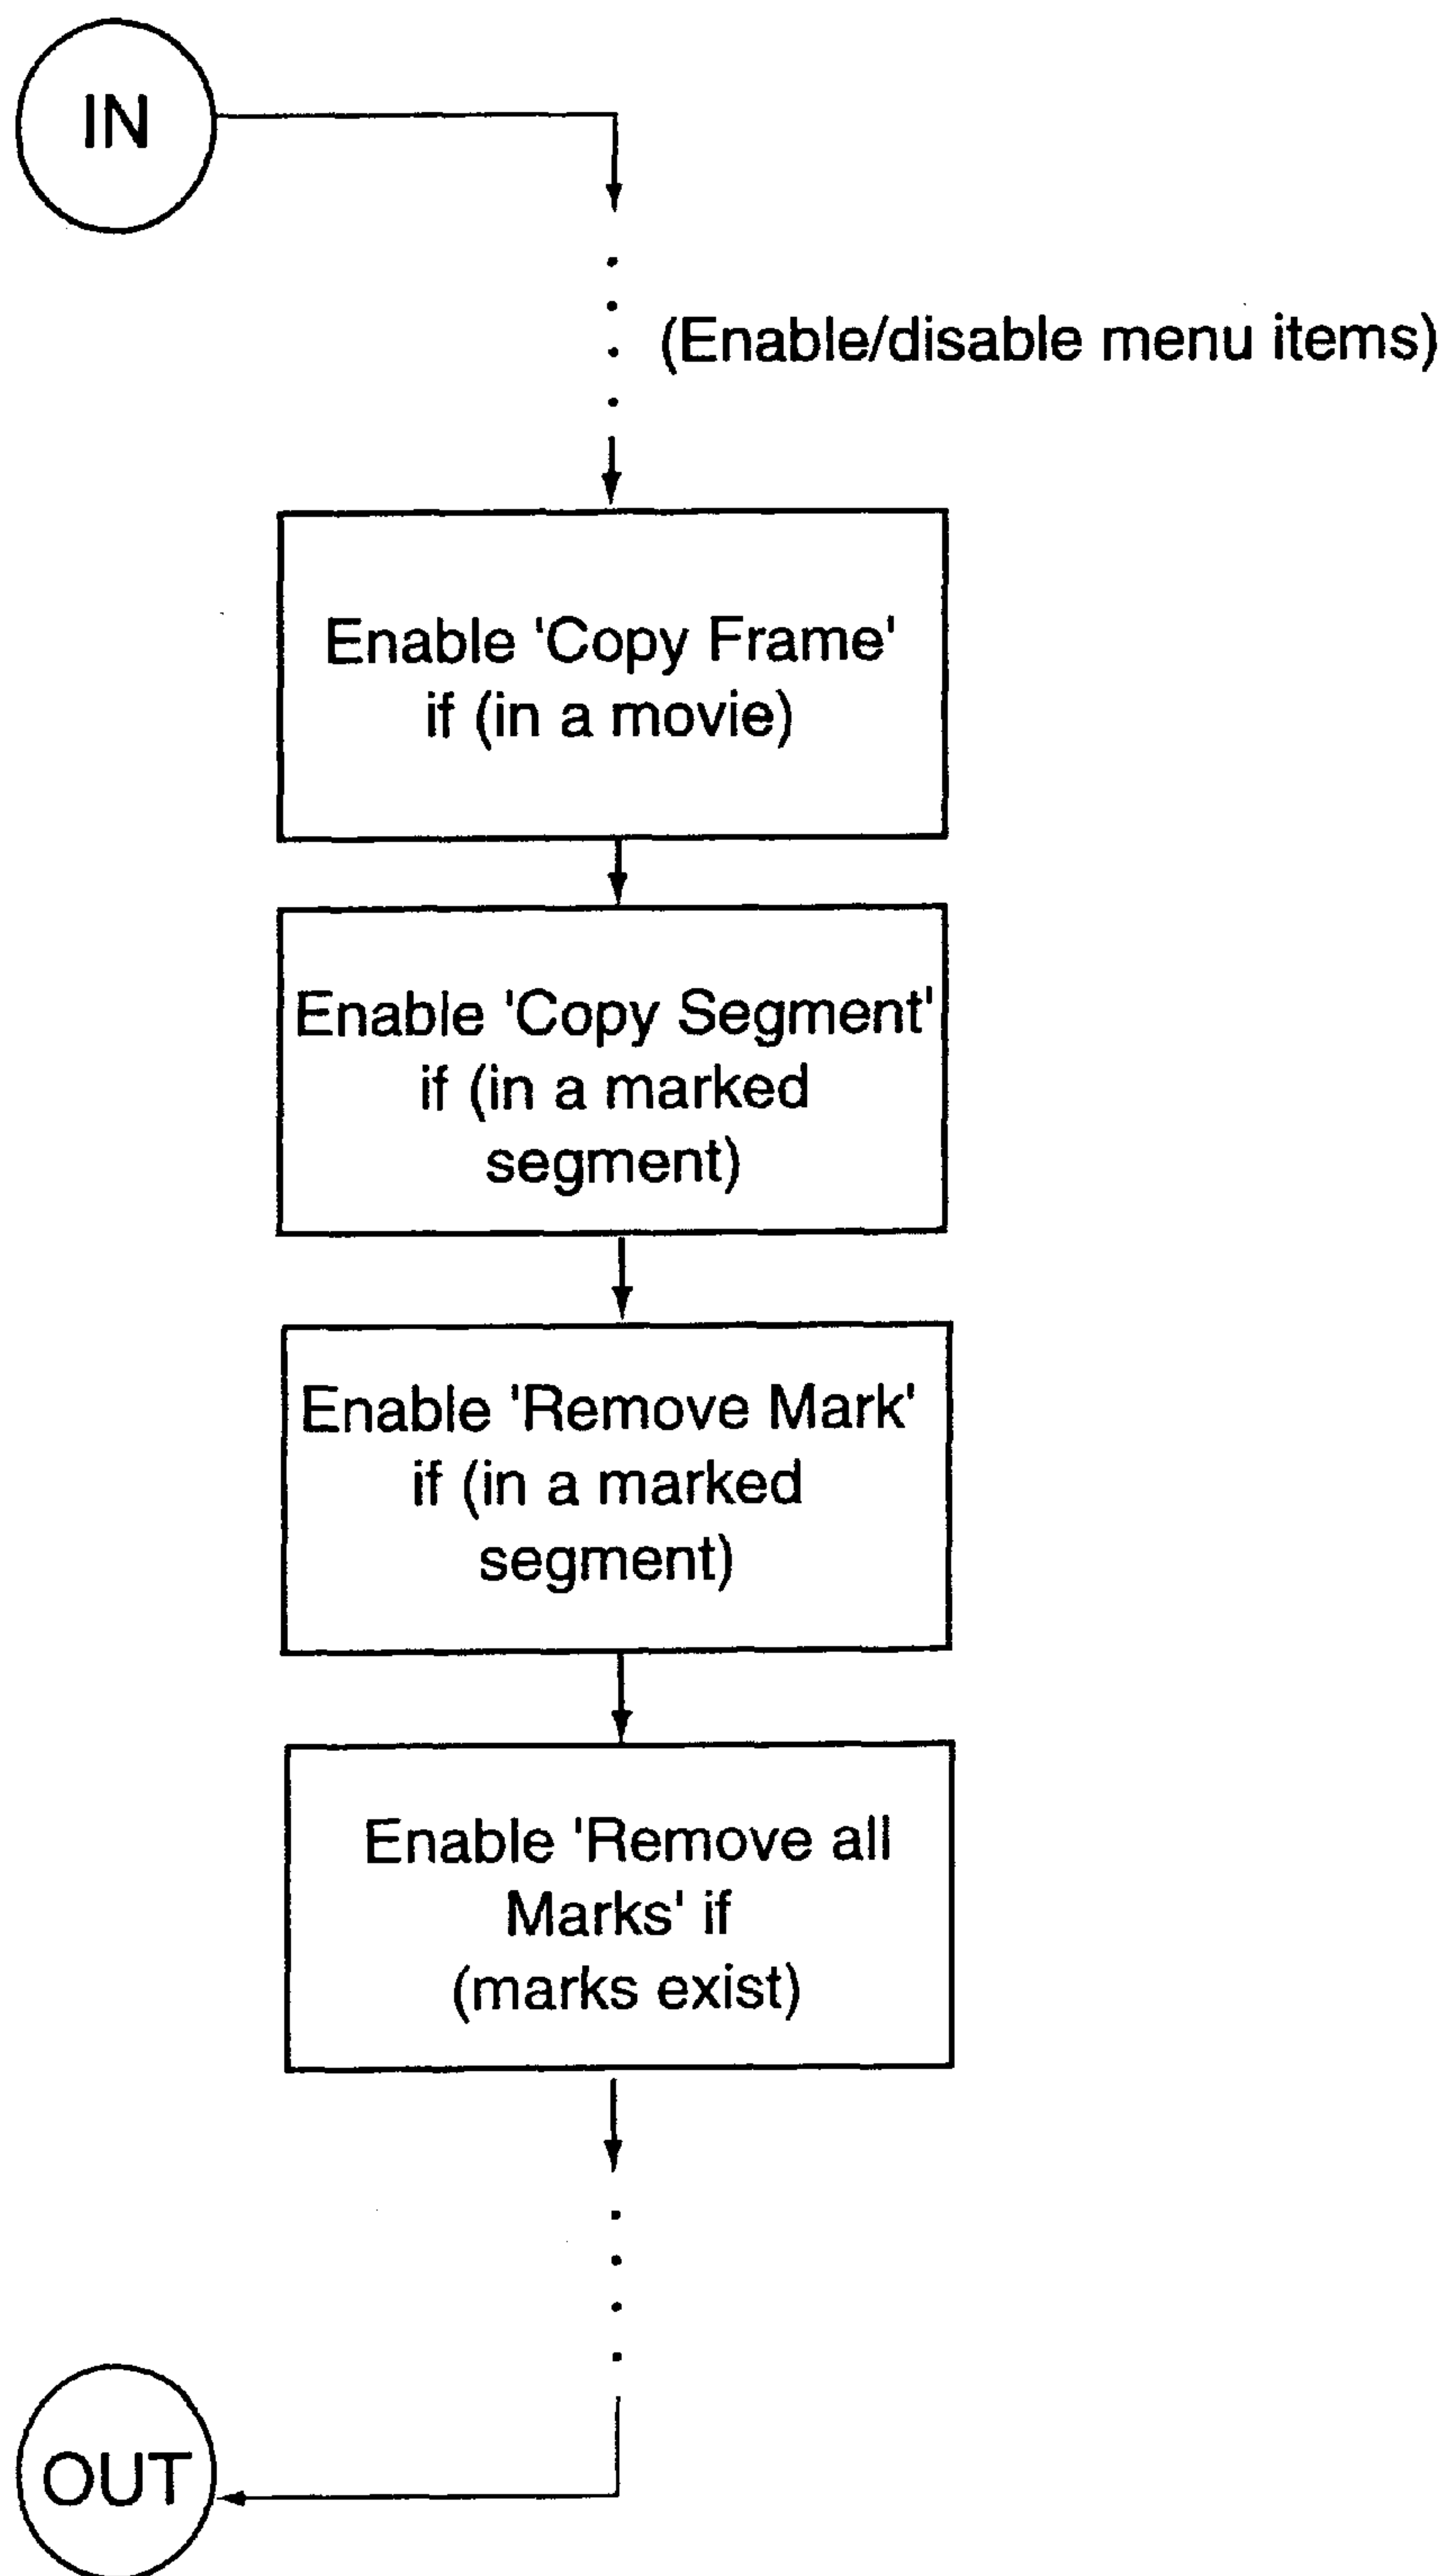 IN
(Enable/disable menu items)
Enable 'Copy Frame'
if (in a movie)
Enable 'Copy Segment'
if (in a marked
segment)
Enable 'Remove Mark'
if (in a marked
segment)
Enable 'Remove all
Marks' if
(marks exist)
OUT